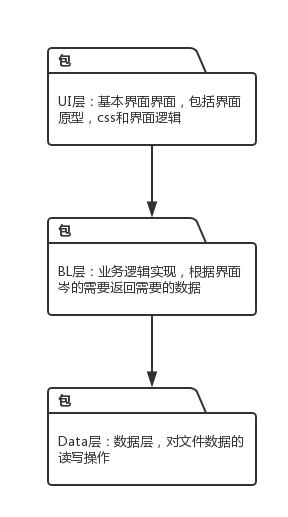 包
UI层：基本界面界面，包括界面
原型，css和界面逻辑
包
BL层：业务逻辑实现，根据界面
岑的需要返回需要的数据
包
Data层：数据层，对文件数据的
读写操作